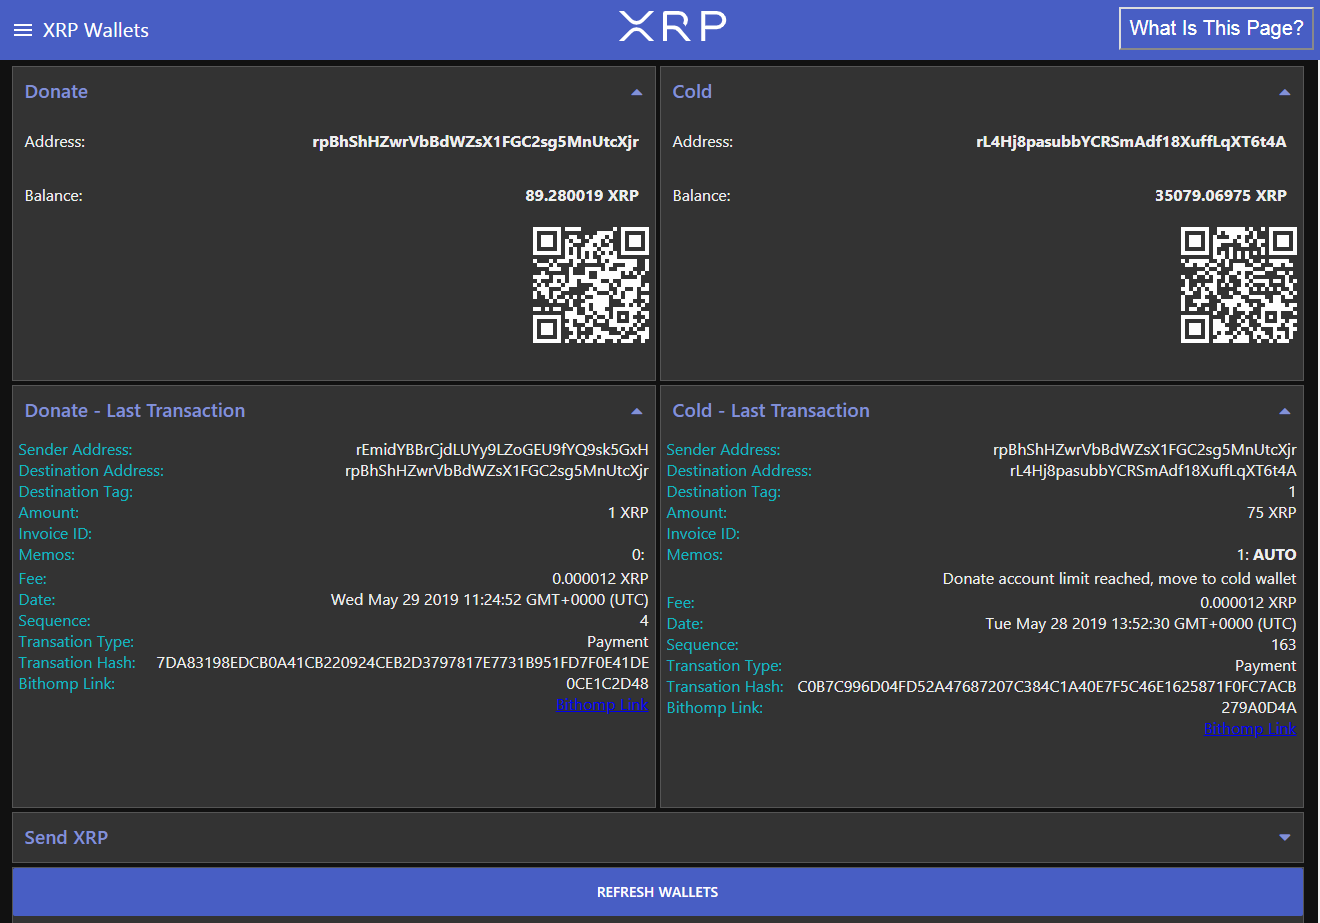 XRP Wallets
XRP
What Is This Page?
Donate
Address: rpBhShHZwrVbBdWZsX1FGC2sg5MnUtcXjr
Balance: 89.280019 XRP
Cold
Address: rL4Hj8pasubbYCRSmAdf18XuffLqXT6t4A
Balance: 35079.06975 XRP
Donate - Last Transaction
Sender Address: rEmidYBBrCjdLUYy9LZoGEU9fYQ9sk5GxH
Destination Address: rpBhShHZwrVbBdWZsX1FGC2sg5MnUtcXjr
Destination Tag:
Amount: 1 XRP
Invoice ID:
Memos: 0:
Fee: 0.000012 XRP
Date: Wed May 29 2019 11:24:52 GMT+0000 (UTC)
Sequence: 4
Transation Type: Payment
Transation Hash: 7DA83198EDCB0A41CB220924CEB2D3797817E7731B951FD7F0E41DE
Bithomp Link: 0CE1C2D48
Bithomp Link
Cold - Last Transaction
Sender Address: rpBhShHZwrVbBdWZsX1FGC2sg5MnUtcXjr
Destination Address: rL4Hj8pasubbYCRSmAdf18XuffLqXT6t4A
Destination Tag: 1
Amount: 75 XRP
Invoice ID:
Memos: 1: AUTO
Donate account limit reached, move to cold wallet
Fee: 0.000012 XRP
Date: Tue May 28 2019 13:52:30 GMT+0000 (UTC)
Sequence: 163
Transation Type: Payment
Transation Hash: C0B7C996D04FD52A47687207C384C1A40E7F5C46E1625871F0FC7ACB
Bithomp Link: 279A0D4A
Bithomp Link
Send XRP
REFRESH WALLETS